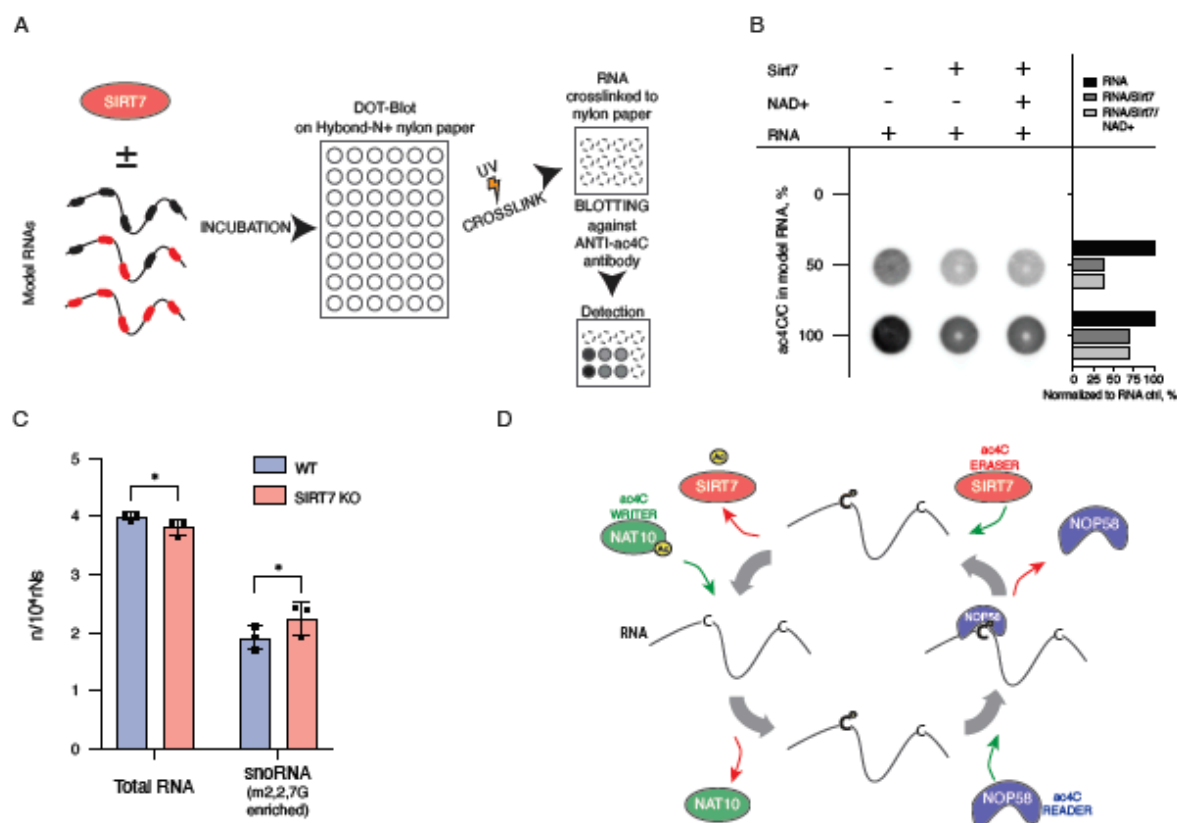 A
SIRT7
±
Model RNAs
INCUBATION
DOT-Blot
on Hybond-N+ nylon paper
UV
CROSSLINK
RNA
crosslinked to
nylon paper
BLOTTING
against
ANTI-ac4C
antibody
Detection
B
Sirt7 - + +
NAD+ - - +
RNA + + +
RNA
RNA/Sirt7
RNA/Sirt7/
NAD+
ac4C/C in model RNA, %
0
50
100
0 25 50 75 100
Normalized to RNA ctrl, %
C
WT
SIRT7 KO
n/10⁴rNs
5
4
3
2
1
0
*
*
Total RNA
snoRNA
(m2,2,7G
enriched)
D
Ac
SIRT7
ac4C
WRITER
NAT10
Ac
ac4C
ERASER
SIRT7
NOP58
C
C
RNA
C
C
NOP58
C
C
C
C
NAT10
NOP58
ac4C
READER